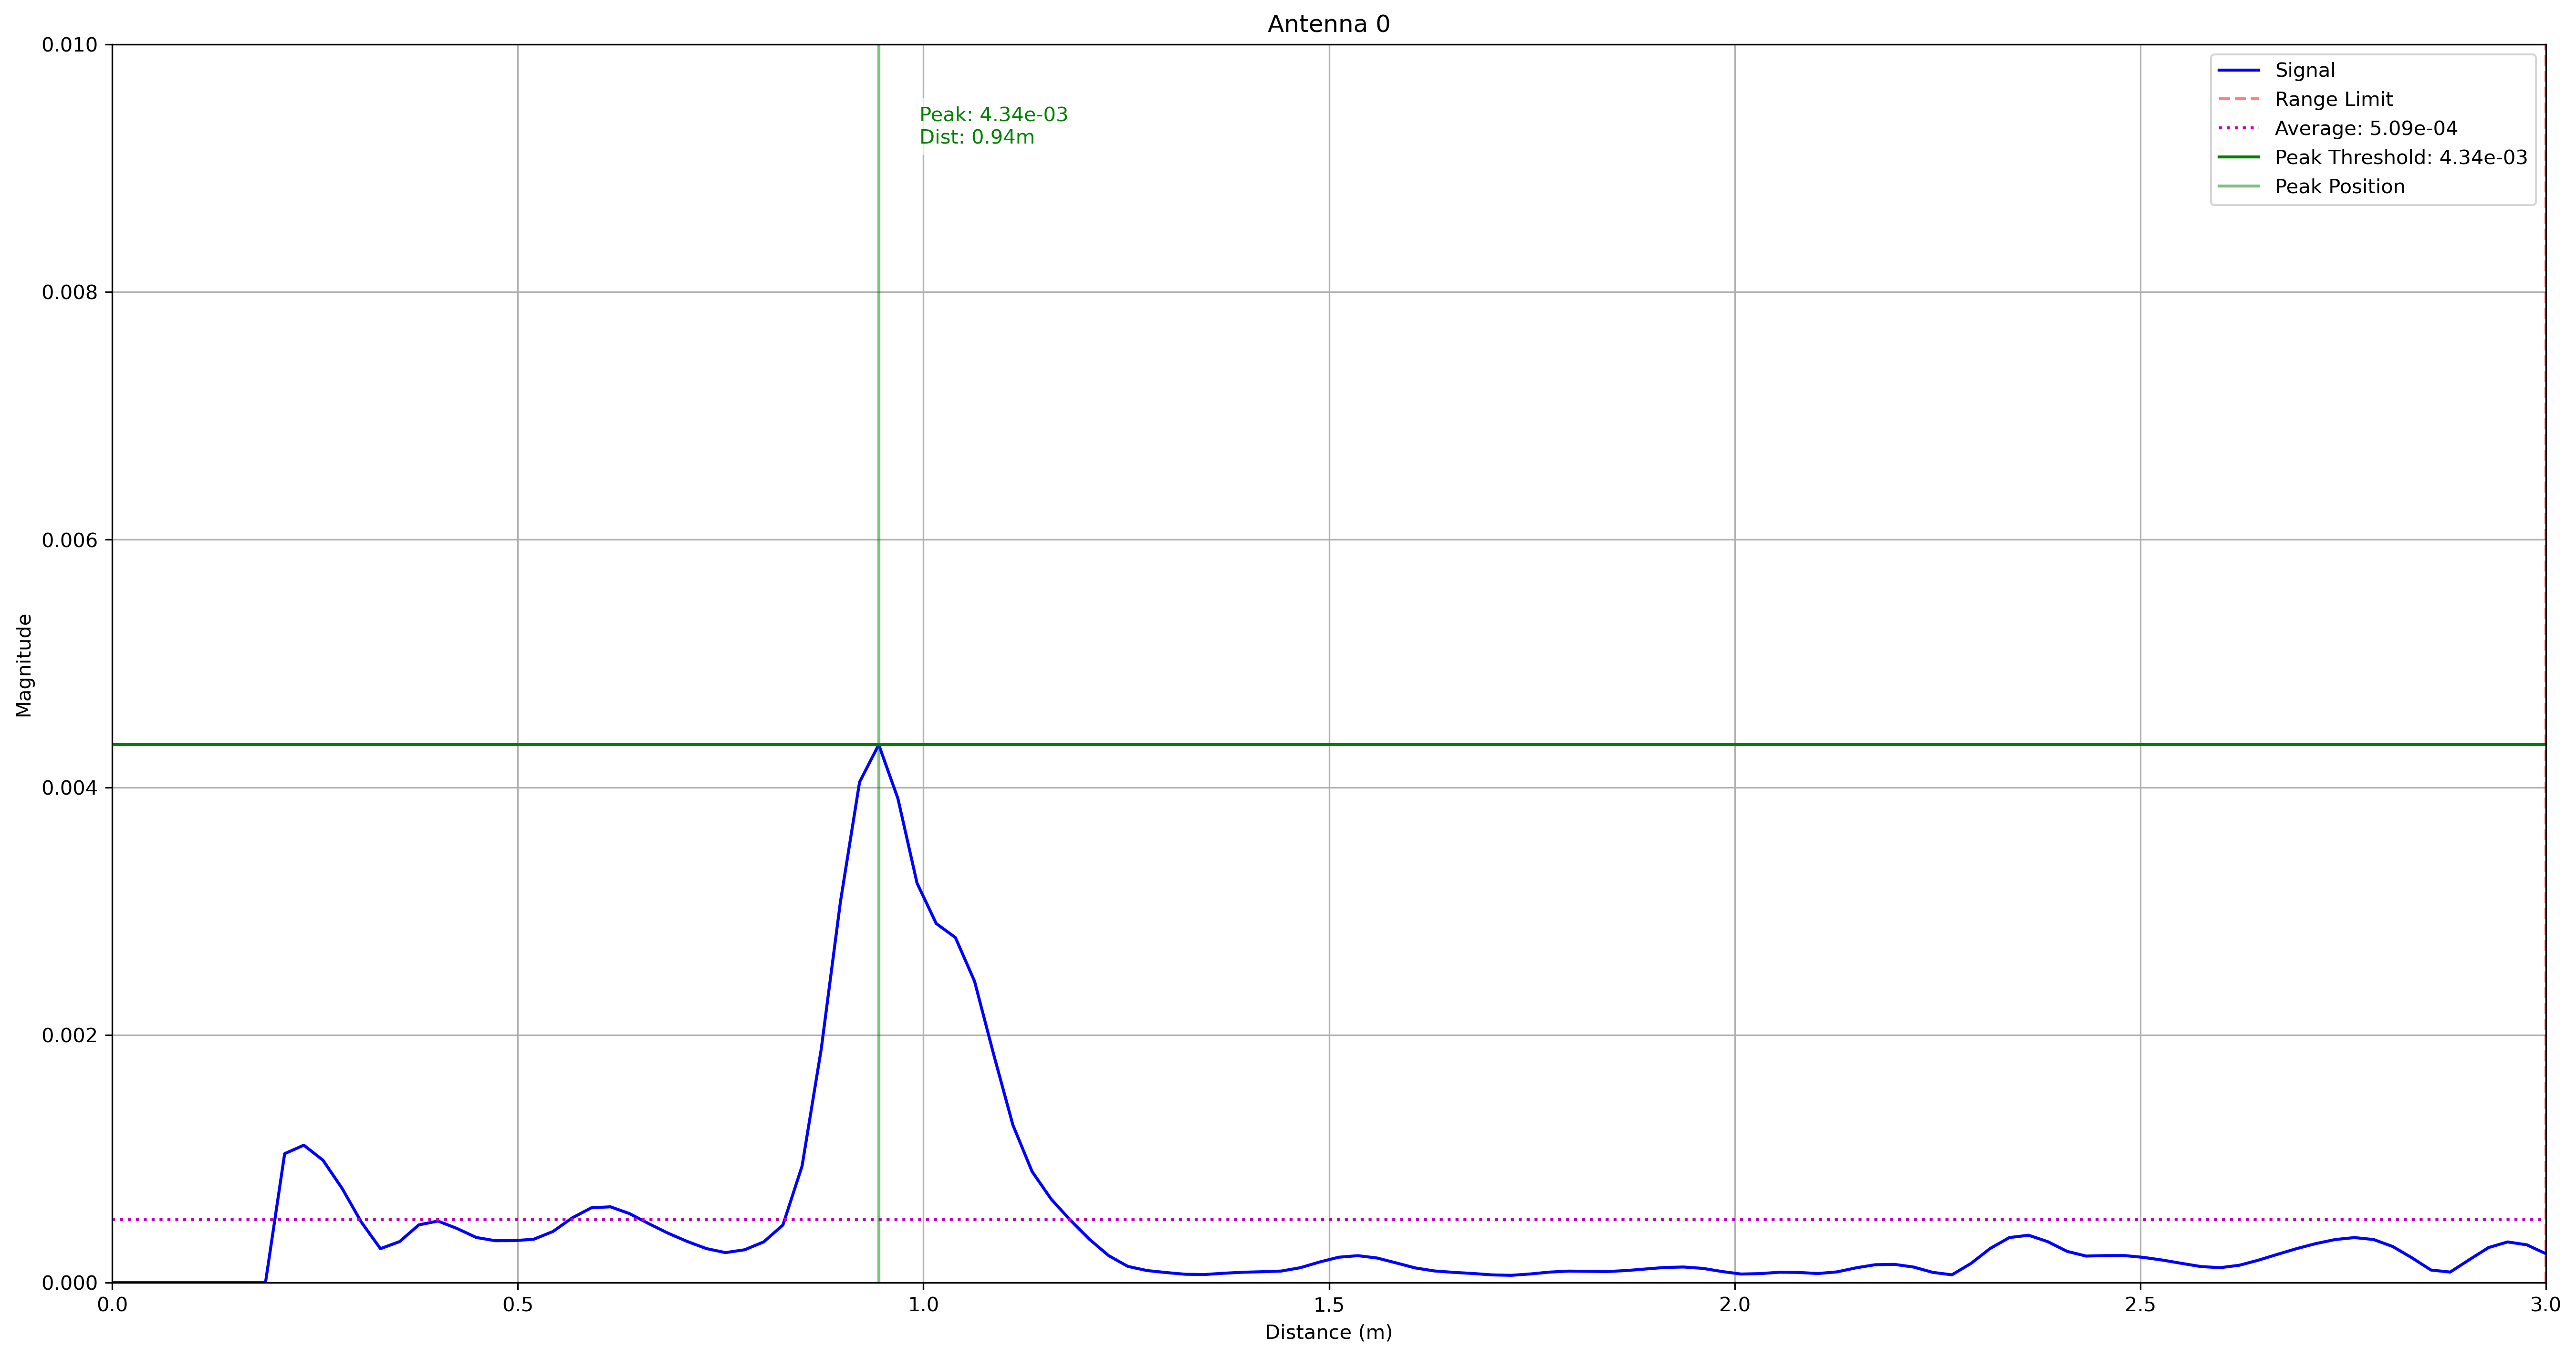 Antenna 0
0.010
0.008
0.006
0.004
0.002
0.000
Magnitude
Peak: 4.34e-03
Dist: 0.94m
Signal
Range Limit
Average: 5.09e-04
Peak Threshold: 4.34e-03
Peak Position
0.0
0.5
1.0
1.5
2.0
2.5
3.0
Distance (m)